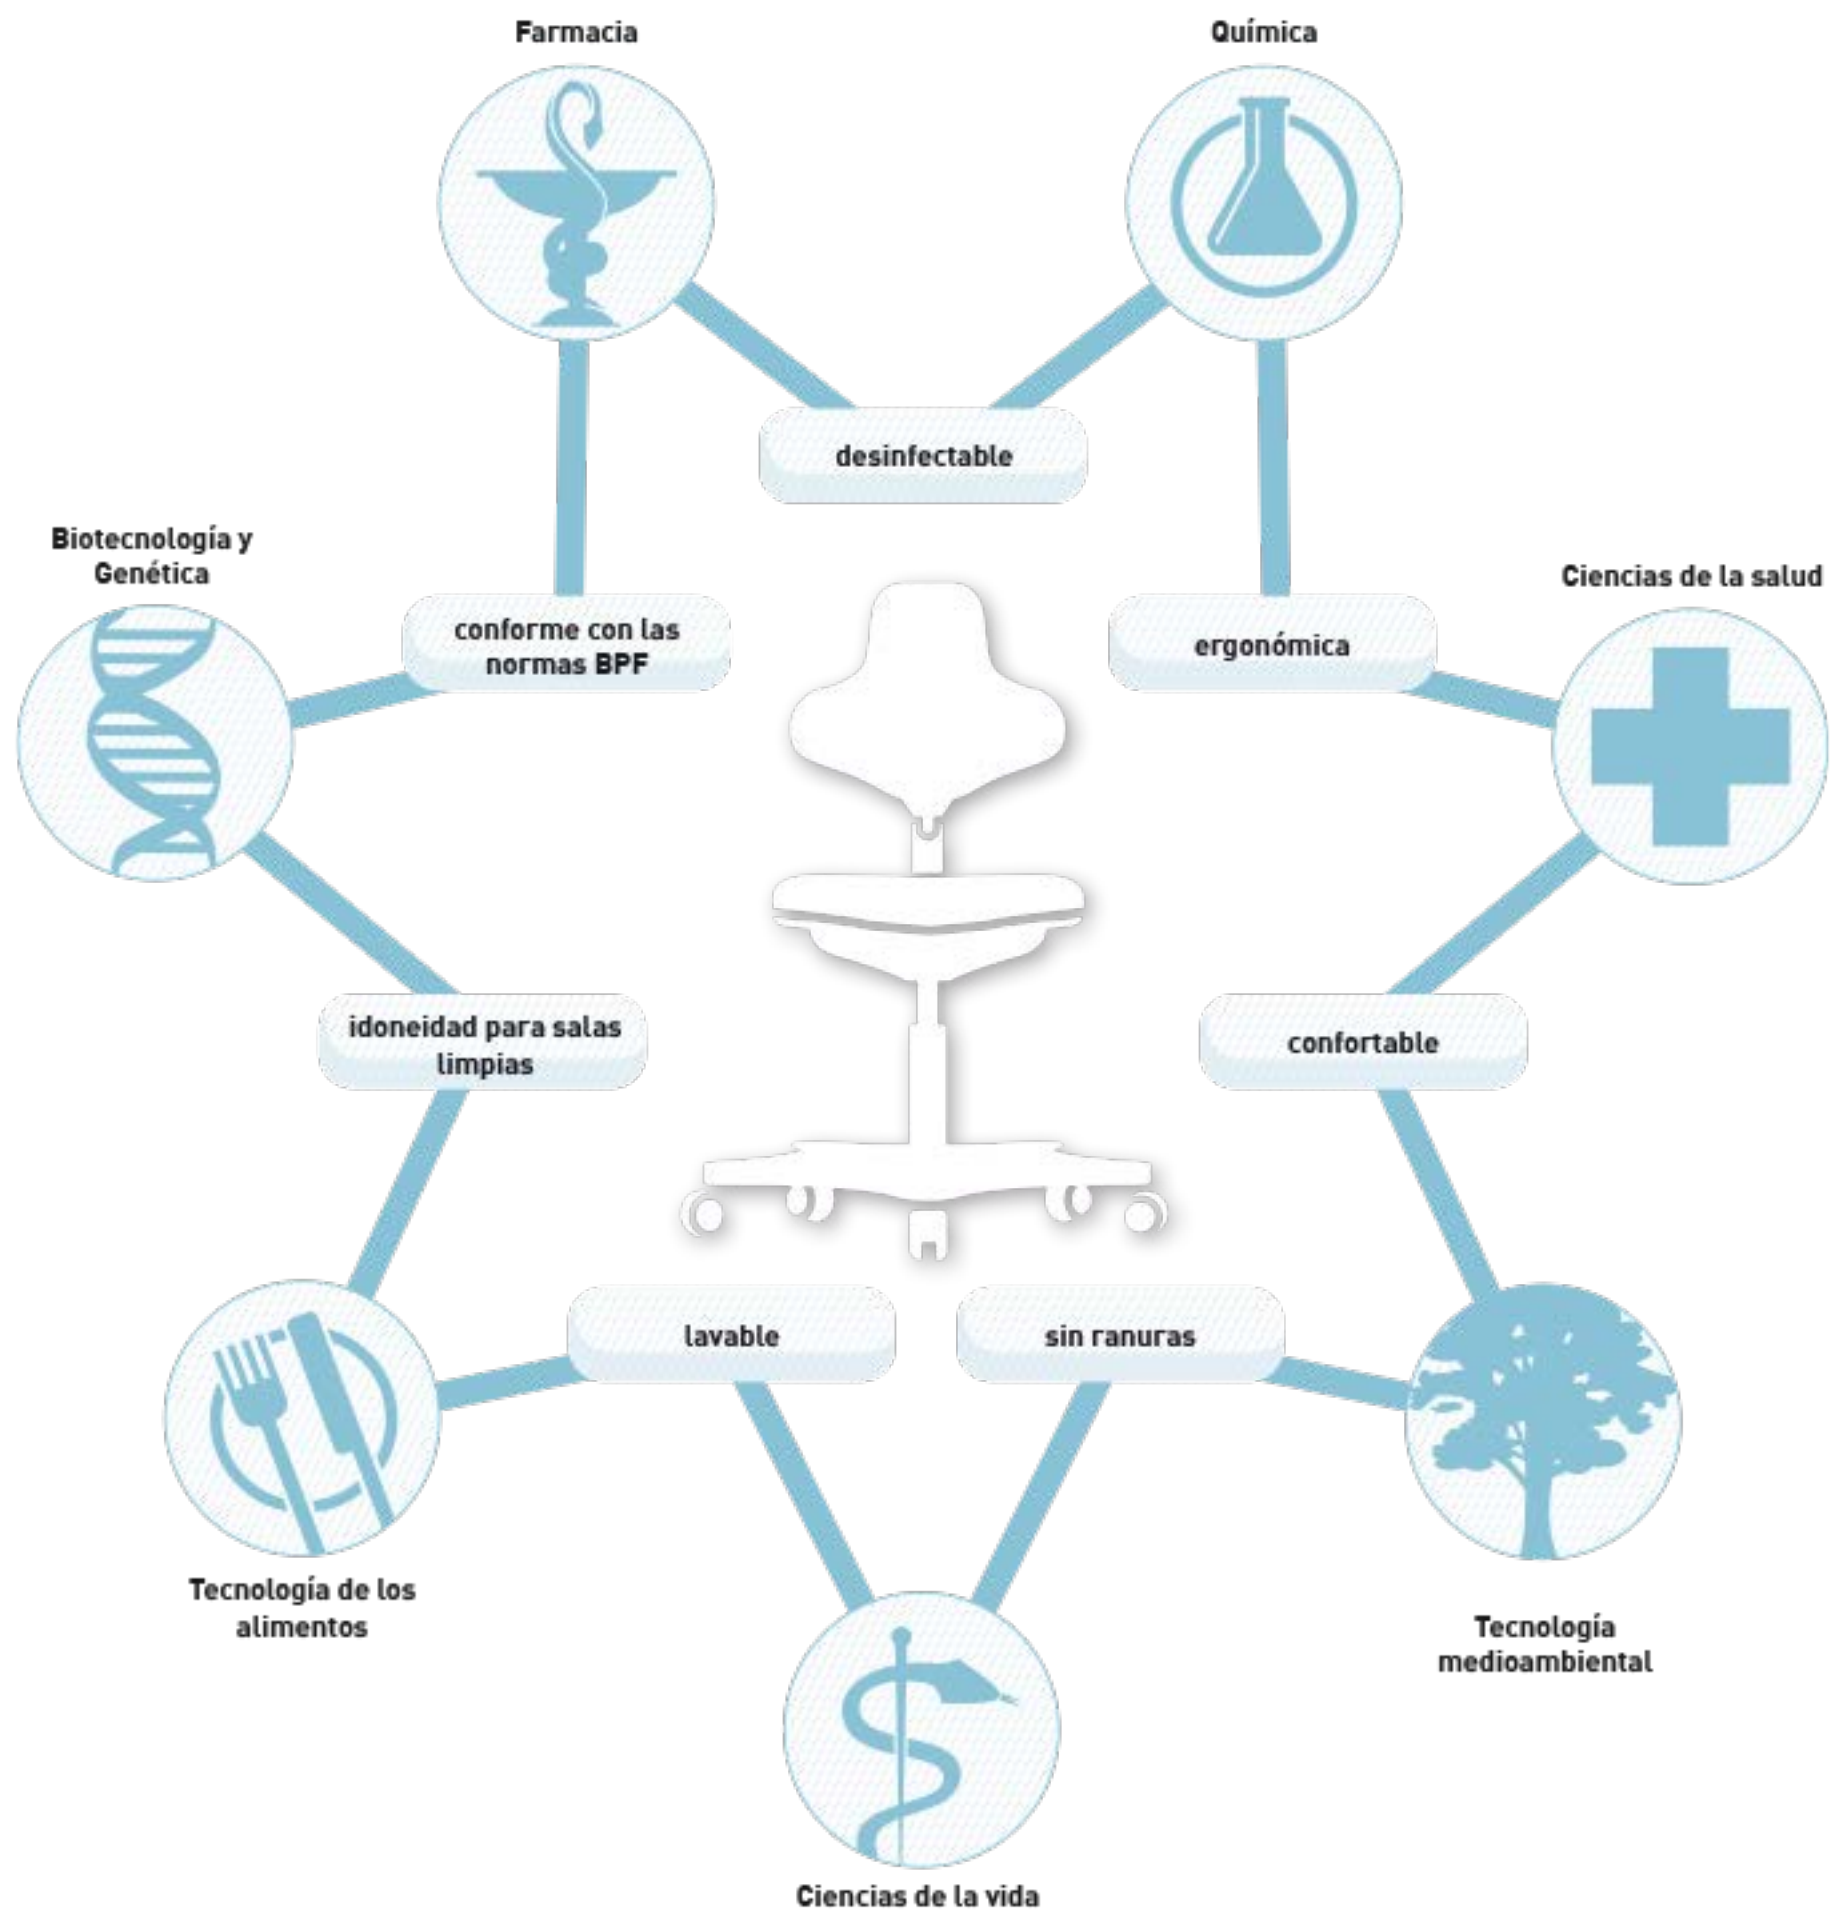 Farmacia
Química
desinfectable
Biotecnología y
Genética
Ciencias de la salud
conforme con las
normas BPF
ergonómica
idoneidad para salas
limpias
confortable
lavable
sin ranuras
Tecnología de los
alimentos
Tecnología
medioambiental
Ciencias de la vida